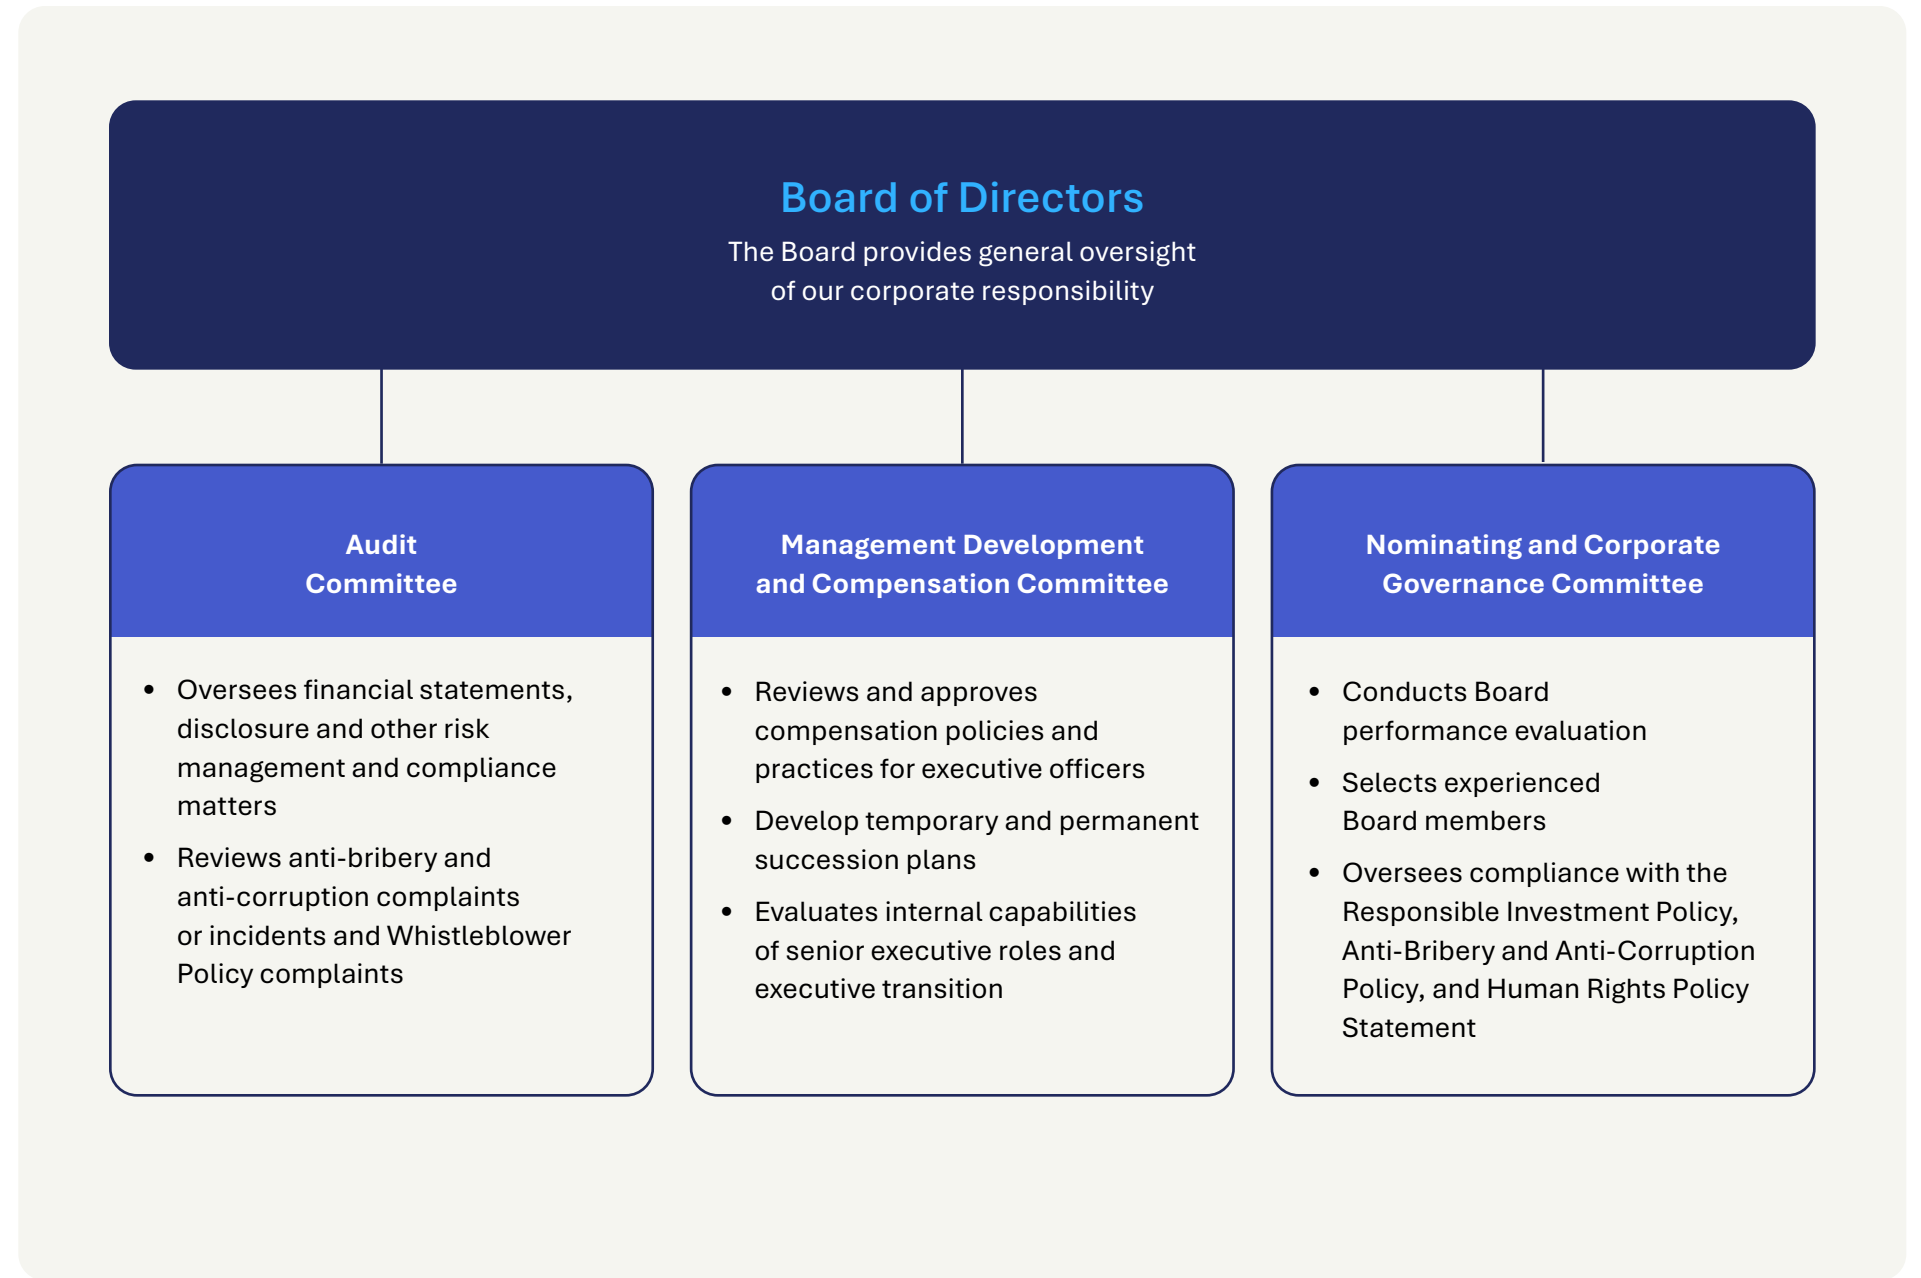 Board of Directors
The Board provides general oversight
of our corporate responsibility
Audit
Committee
• Oversees financial statements,
disclosure and other risk
management and compliance
matters
• Reviews anti-bribery and
anti-corruption complaints
or incidents and Whistleblower
Policy complaints
Management Development
and Compensation Committee
• Reviews and approves
compensation policies and
practices for executive officers
• Develop temporary and permanent
succession plans
• Evaluates internal capabilities
of senior executive roles and
executive transition
Nominating and Corporate
Governance Committee
• Conducts Board
performance evaluation
• Selects experienced
Board members
• Oversees compliance with the
Responsible Investment Policy,
Anti-Bribery and Anti-Corruption
Policy, and Human Rights Policy
Statement